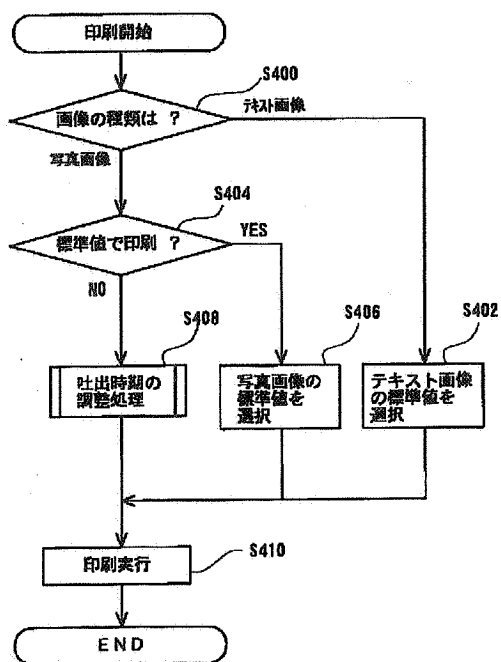 印刷開始
S400
画像の種類は ?
テキスト画像
写真画像
S404
標準値で印刷 ?
YES
NO
S408
S406
S402
吐出時期の
調整処理
写真画像の
標準値を
選択
テキスト画像
の標準値を
選択
印刷実行
S410
END